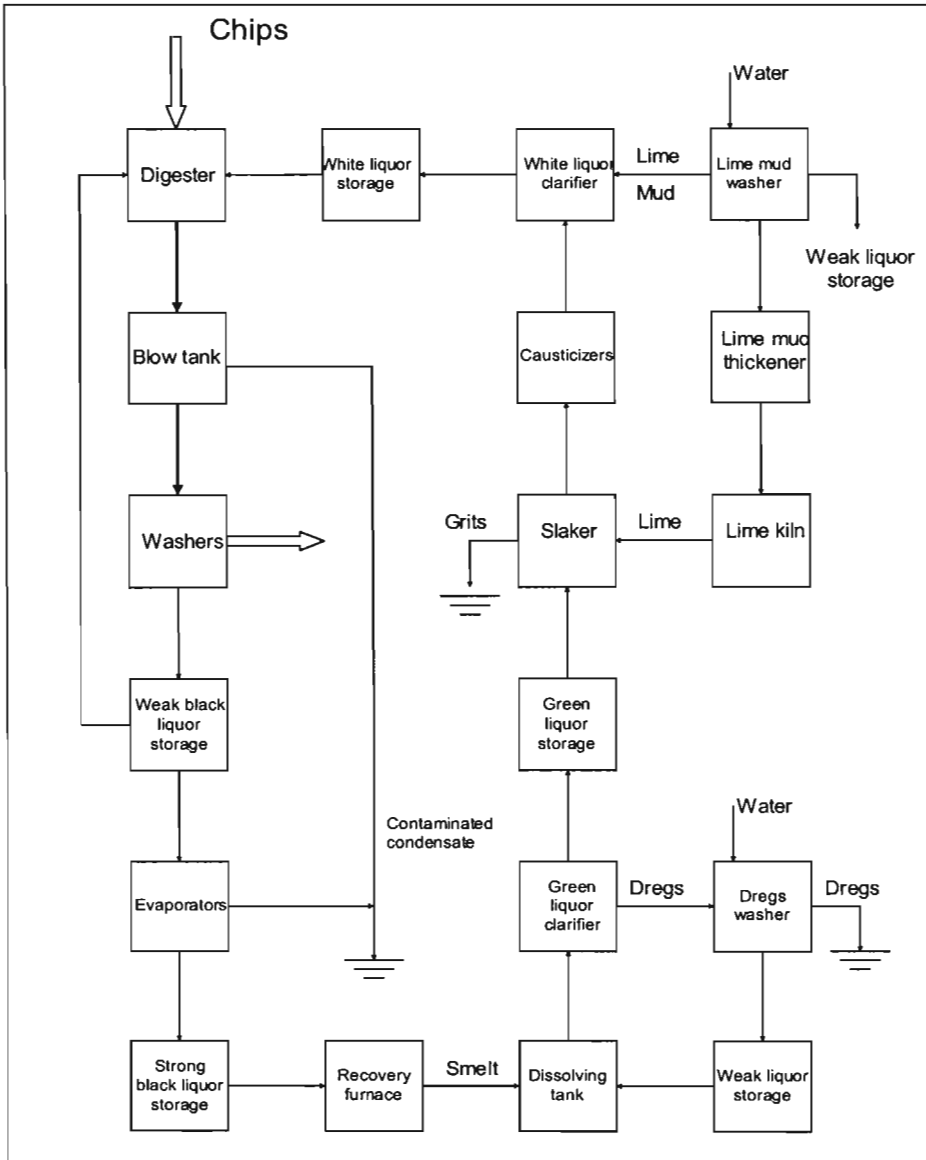 Chips
Water
Digester
White liquor
storage
White liquor
clarifier
Lime
Mud
Lime mud
washer
Weak liquor
storage
Blow tank
Causticizers
Lime mud
thickener
Washers
Grits
Slaker
Lime
Lime kiln
Weak black
liquor
storage
Green
liquor
storage
Contaminated
condensate
Water
Evaporators
Green
liquor
clarifier
Dregs
Dregs
washer
Dregs
Strong
black liquor
storage
Recovery
furnace
Smelt
Dissolving
tank
Weak liquor
storage